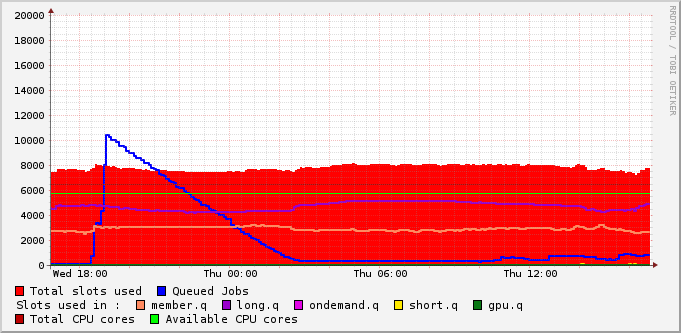 20000
18000
16000
14000
12000
10000
8000
6000
4000
2000
0
Wed 18:00 Thu 00:00 Thu 06:00 Thu 12:00
Total slots used Queued Jobs
Slots used in : member.q long.q ondemand.q short.q gpu.q
Total CPU cores Available CPU cores
RRDTOOL / TOBI OETIKER